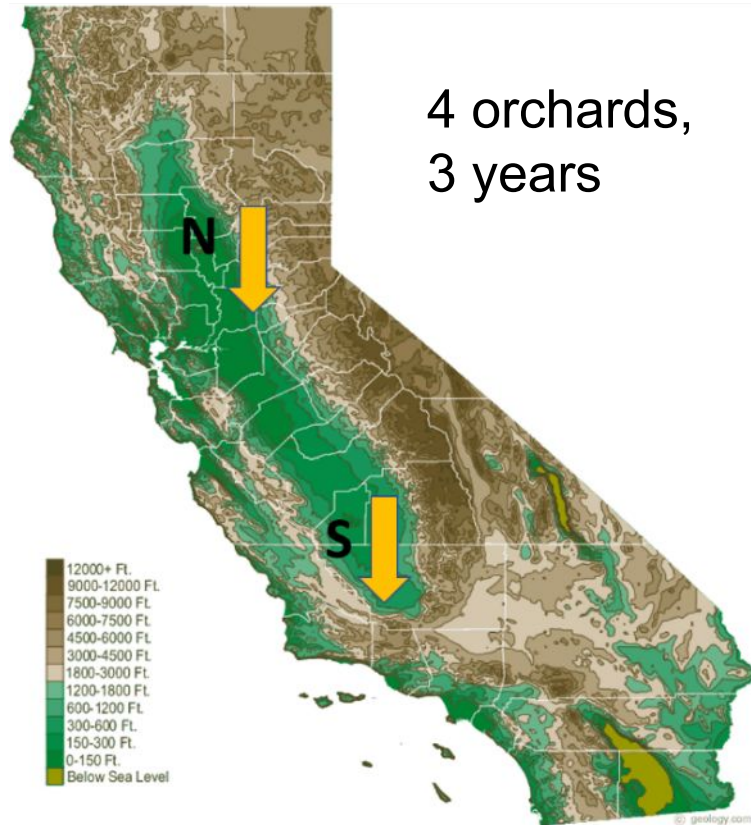 4 orchards,
3 years
N
S
12000+ Ft.
9000-12000 Ft.
7500-9000 Ft.
6000-7500 Ft.
4500-6000 Ft.
3000-4500 Ft.
1800-3000 Ft.
1200-1800 Ft.
600-1200 Ft.
300-600 Ft.
150-300 Ft.
0-150 Ft.
Below Sea Level
© geology.com